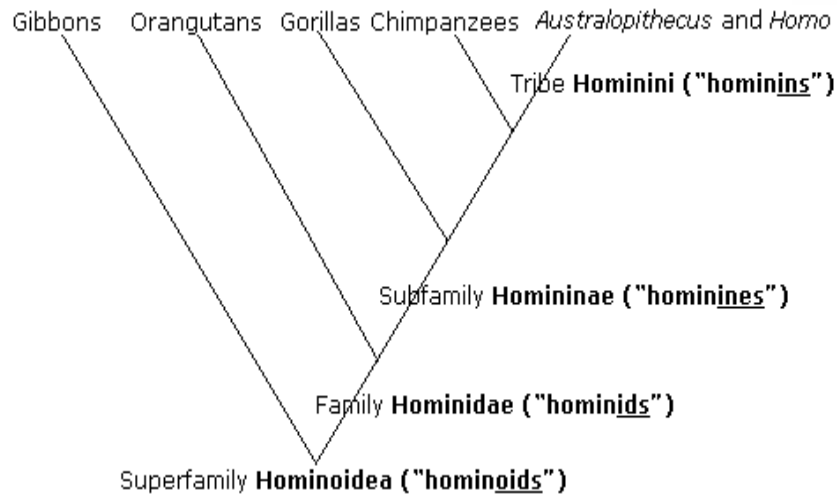 Gibbons Orangutans Gorillas Chimpanzees Australopithecus and Homo
Tribe Hominini ("hominins")
Subfamily Homininae ("hominines")
Family Hominidae ("hominids")
Superfamily Hominoidea ("hominoids")